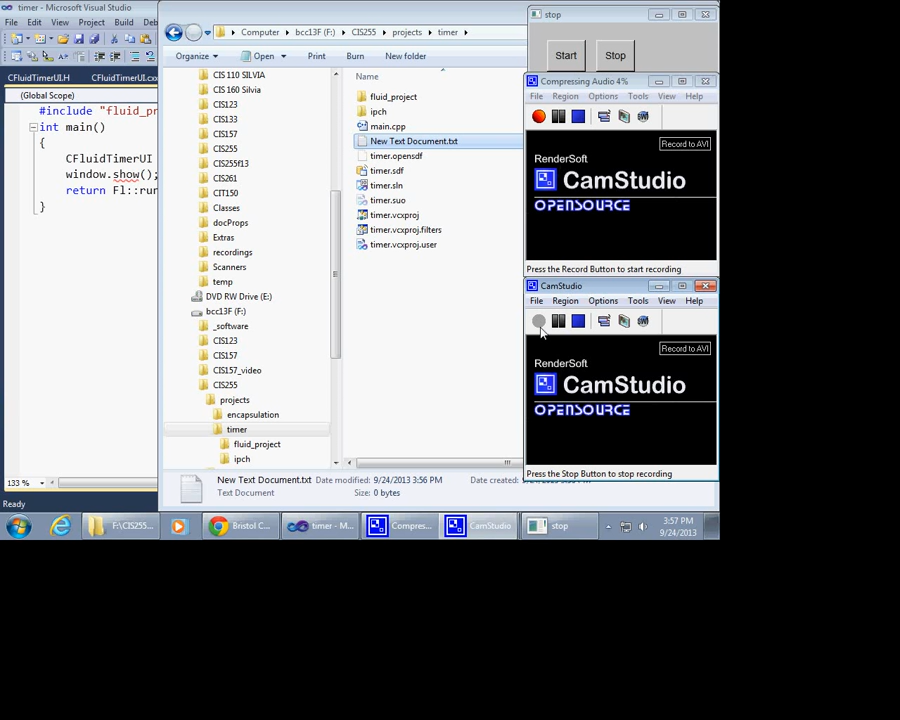 timer - Microsoft Visual Studio
File Edit View Project Build Deb
CFluidTimerUI.H CFluidTimerUI.cxx
(Global Scope)
#include "fluid_pr
int main()
{
CFluidTimerUI
window.show();
return Fl::run
}
133 %
Ready
Computer bcc13F (F:) CIS255 projects timer
Organize Open Print Burn New folder
CIS 110 SILVIA
CIS 160 Silvia
CIS123
CIS133
CIS157
CIS255
CIS255f13
CIS261
CIT150
Classes
docProps
Extras
recordings
Scanners
temp
DVD RW Drive (E:)
bcc13F (F:)
_software
CIS123
CIS157
CIS157_video
CIS255
projects
encapsulation
timer
fluid_project
ipch
Name
fluid_project
ipch
main.cpp
New Text Document.txt
timer.opensdf
timer.sdf
timer.sln
timer.suo
timer.vcxproj
timer.vcxproj.filters
timer.vcxproj.user
New Text Document.txt Date modified: 9/24/2013 3:56 PM Date created:
Text Document Size: 0 bytes
stop
Start Stop
Compressing Audio 4%
File Region Options Tools View Help
Record to AVI
RenderSoft
CamStudio
OPENSOURCE
Press the Record Button to start recording
CamStudio
File Region Options Tools View Help
Record to AVI
RenderSoft
CamStudio
OPENSOURCE
Press the Stop Button to stop recording
F:\CIS255... Bristol C... timer - M... Compres... CamStudio stop
3:57 PM
9/24/2013